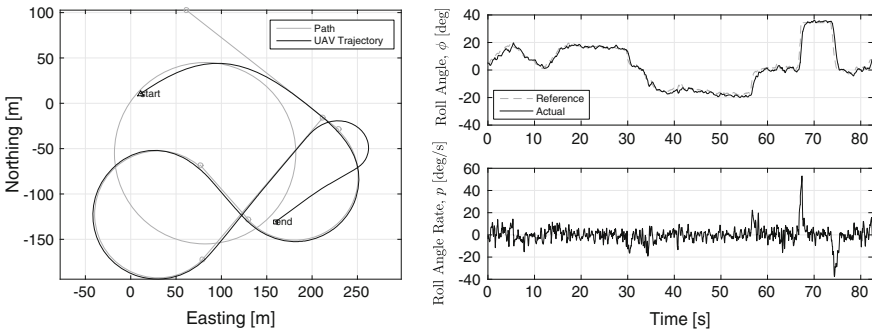 100
50
0
-50
-100
-150
Northing [m]
-50 0 50 100 150 200 250
Easting [m]
Path
UAV Trajectory
start
end
40
20
0
-20
-40
Roll Angle, ϕ [deg]
Reference
Actual
0 10 20 30 40 50 60 70 80
60
40
20
0
-20
-40
Roll Angle Rate, p [deg/s]
0 10 20 30 40 50 60 70 80
Time [s]